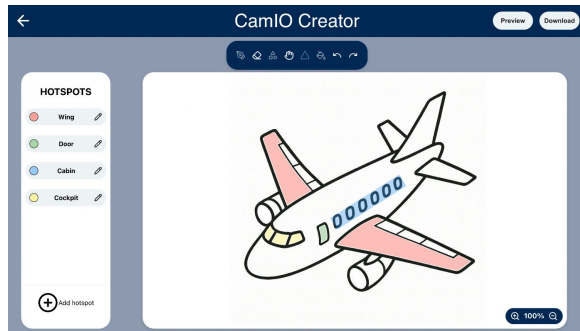 CamIO Creator
Preview
Download
HOTSPOTS
Wing
Door
Cabin
Cockpit
Add hotspot
100%